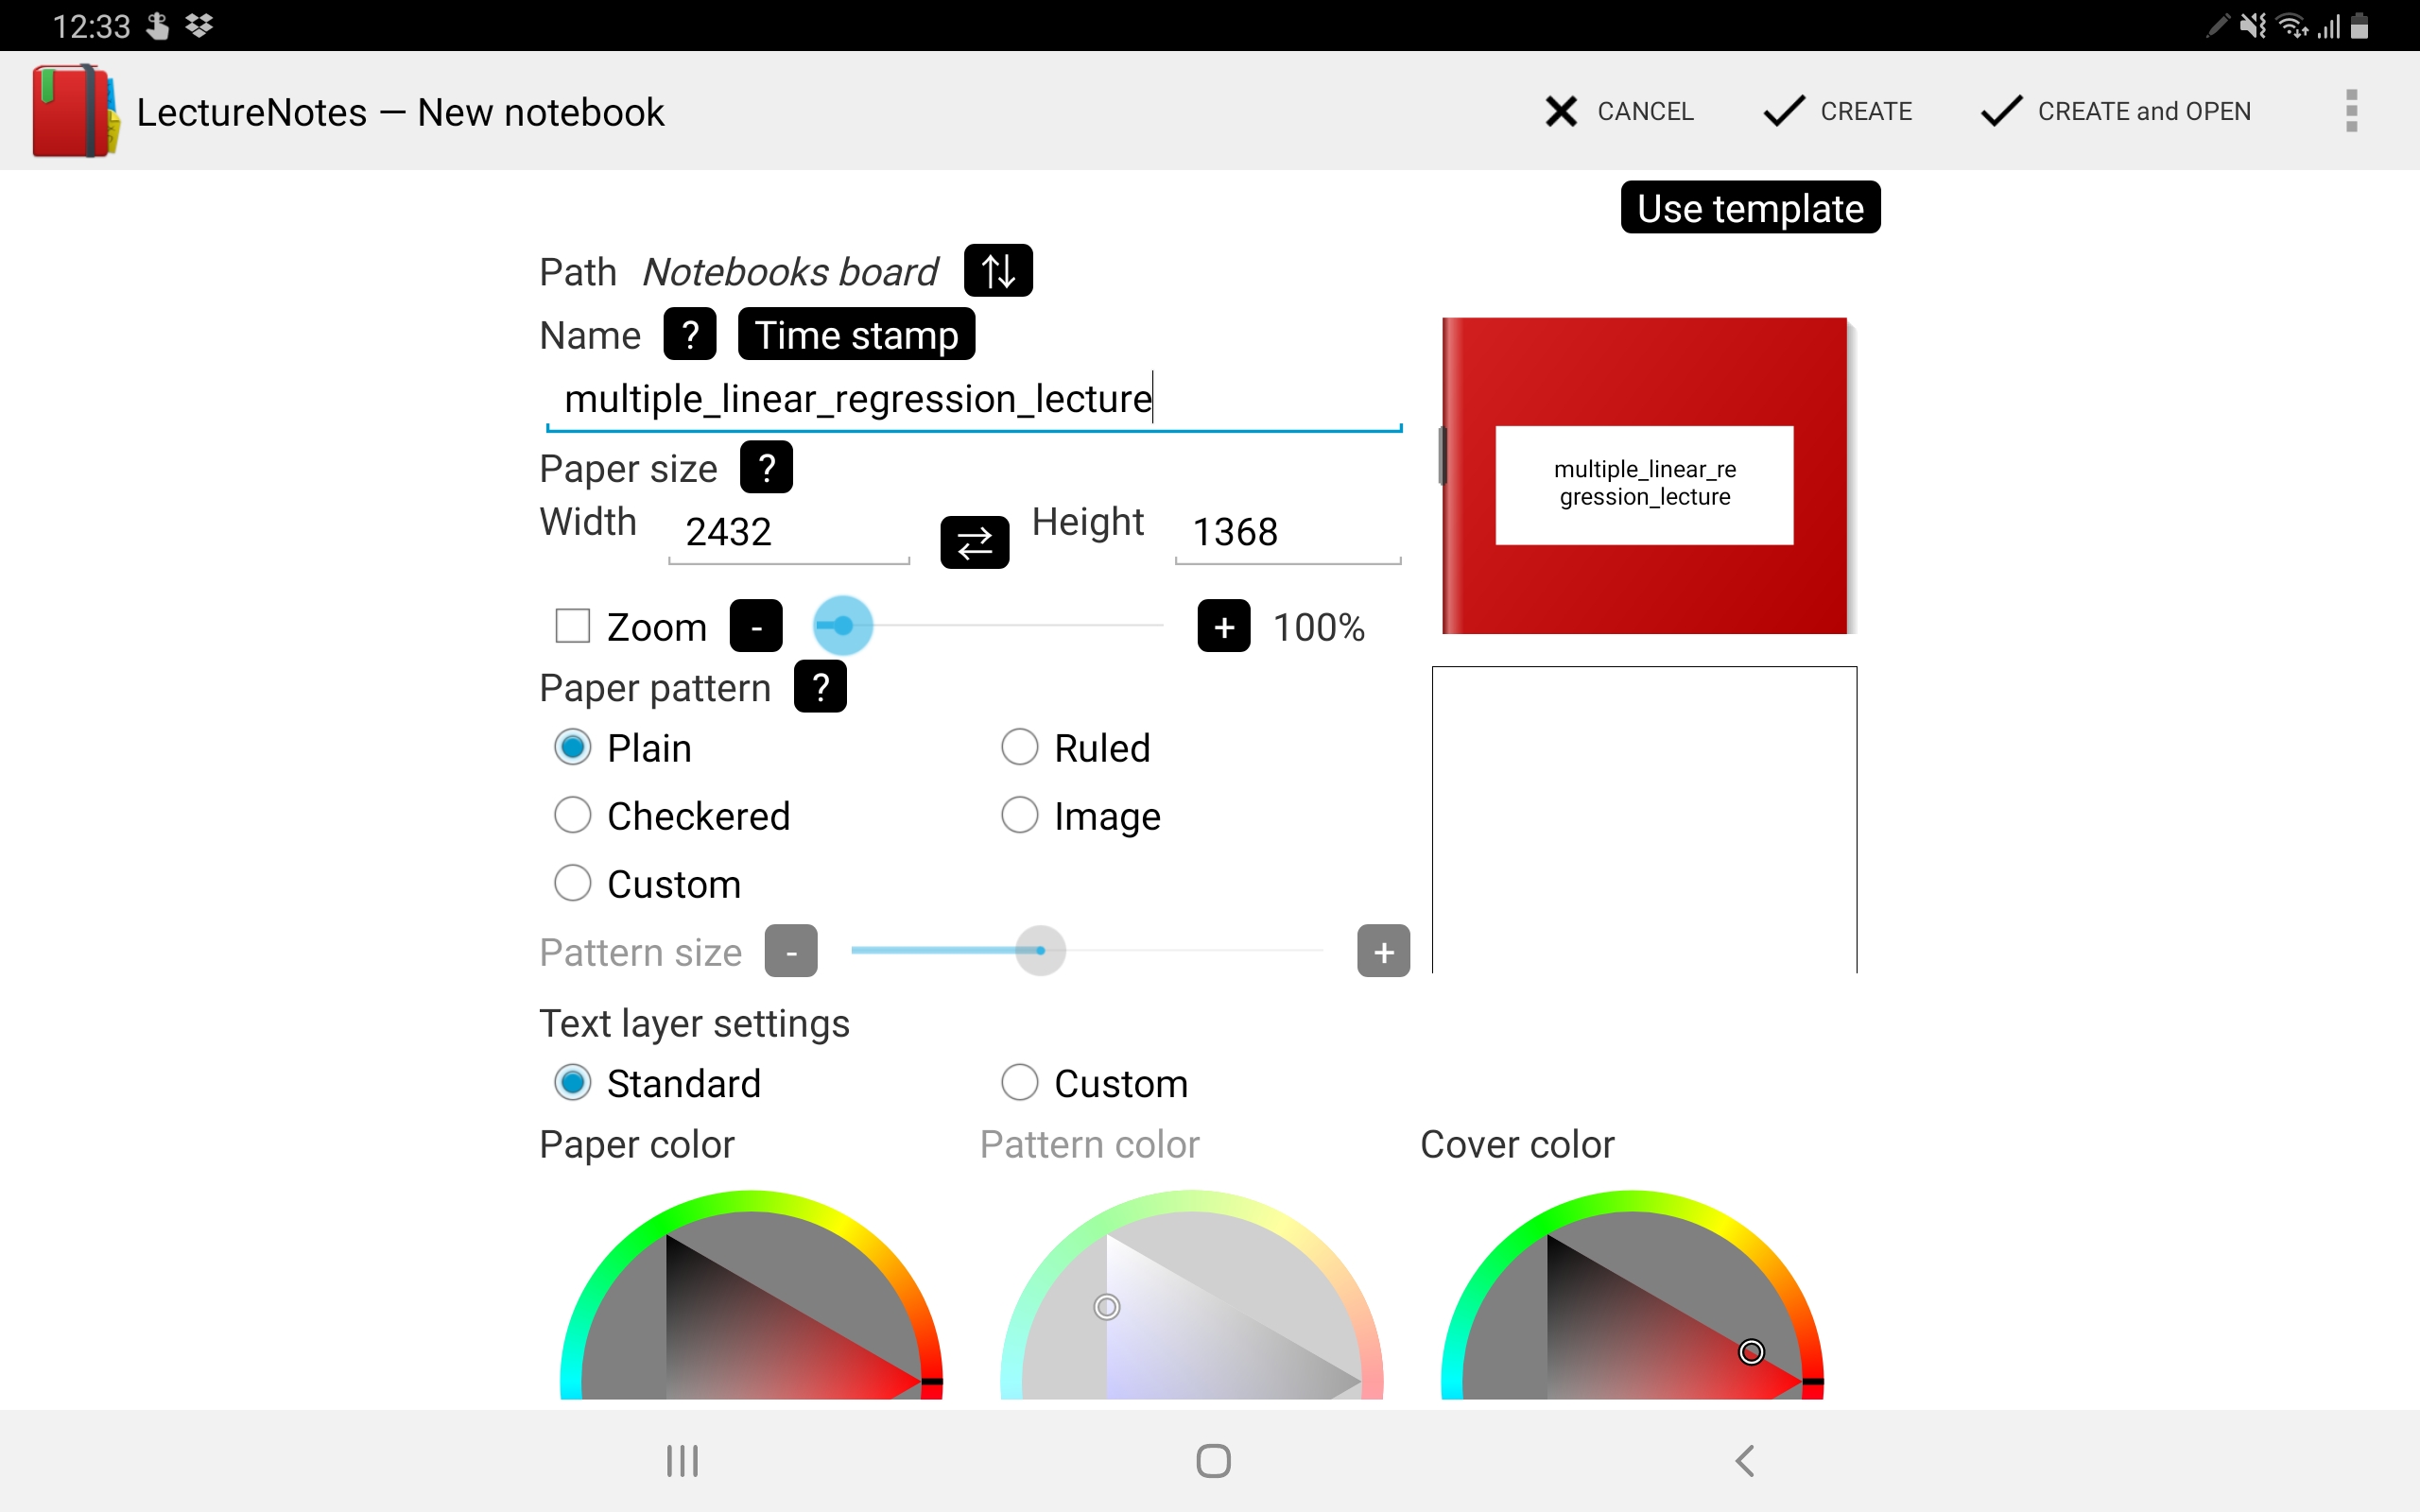 12:33
LectureNotes — New notebook
CANCEL
CREATE
CREATE and OPEN
Use template
Path Notebooks board
Name ? Time stamp
multiple_linear_regression_lecture
multiple_linear_re
gression_lecture
Paper size ?
Width 2432 Height 1368
Zoom - + 100%
Paper pattern ?
Plain Ruled
Checkered Image
Custom
Pattern size - +
Text layer settings
Standard Custom
Paper color Pattern color Cover color